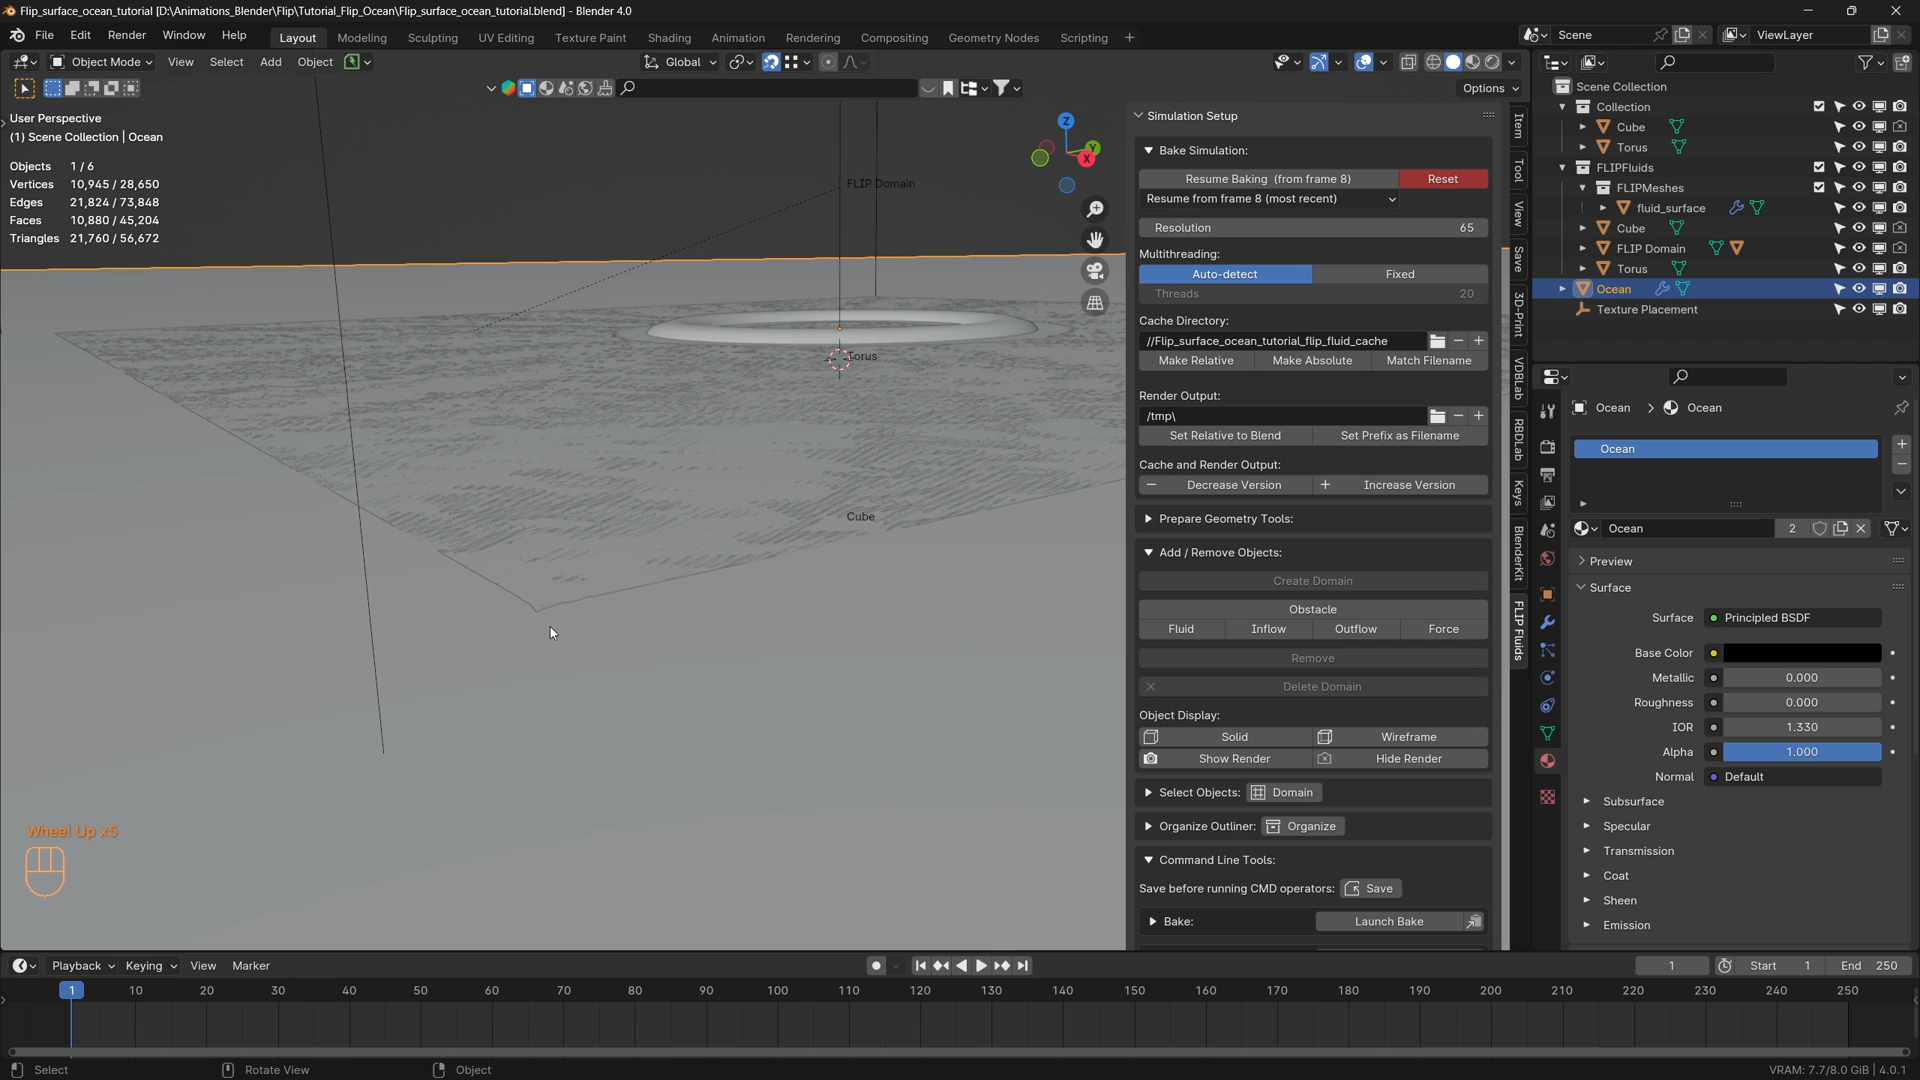 Flip_surface_ocean_tutorial [D:\Animations_Blender\Flip\Tutorial_Flip_Ocean\Flip_surface_ocean_tutorial.blend] - Blender 4.0
File Edit Render Window Help Layout Modeling Sculpting UV Editing Texture Paint Shading Animation Rendering Compositing Geometry Nodes Scripting + Scene ViewLayer
Object Mode View Select Add Object Global
Options
User Perspective
(1) Scene Collection | Ocean
Objects 1 / 6
Vertices 10,945 / 28,650
Edges 21,824 / 73,848
Faces 10,880 / 45,204
Triangles 21,760 / 56,672
Z
Y
X
FLIP Domain
Torus
Cube
Wheel Up x5
Simulation Setup
Bake Simulation:
Resume Baking (from frame 8) Reset
Resume from frame 8 (most recent)
Resolution 65
Multithreading:
Auto-detect Fixed
Threads 20
Cache Directory:
//Flip_surface_ocean_tutorial_flip_fluid_cache
Make Relative Make Absolute Match Filename
Render Output:
/tmp\
Set Relative to Blend Set Prefix as Filename
Cache and Render Output:
Decrease Version Increase Version
Prepare Geometry Tools:
Add / Remove Objects:
Create Domain
Obstacle
Fluid Inflow Outflow Force
Remove
Delete Domain
Object Display:
Solid Wireframe
Show Render Hide Render
Select Objects: Domain
Organize Outliner: Organize
Command Line Tools:
Save before running CMD operators: Save
Bake: Launch Bake
Item
Tool
View
Save
3D-Print
VDBLab
RBDLab
Keys
BlenderKit
FLIP Fluids
Scene Collection
Collection
Cube
Torus
FLIPFluids
FLIPMeshes
fluid_surface
Cube
FLIP Domain
Torus
Ocean
Texture Placement
Ocean > Ocean
Ocean
Ocean 2
Preview
Surface
Surface Principled BSDF
Base Color
Metallic 0.000
Roughness 0.000
IOR 1.330
Alpha 1.000
Normal Default
Subsurface
Specular
Transmission
Coat
Sheen
Emission
Playback Keying View Marker 1 Start 1 End 250
1 10 20 30 40 50 60 70 80 90 100 110 120 130 140 150 160 170 180 190 200 210 220 230 240 250
Select Rotate View Object VRAM: 7.7/8.0 GiB | 4.0.1